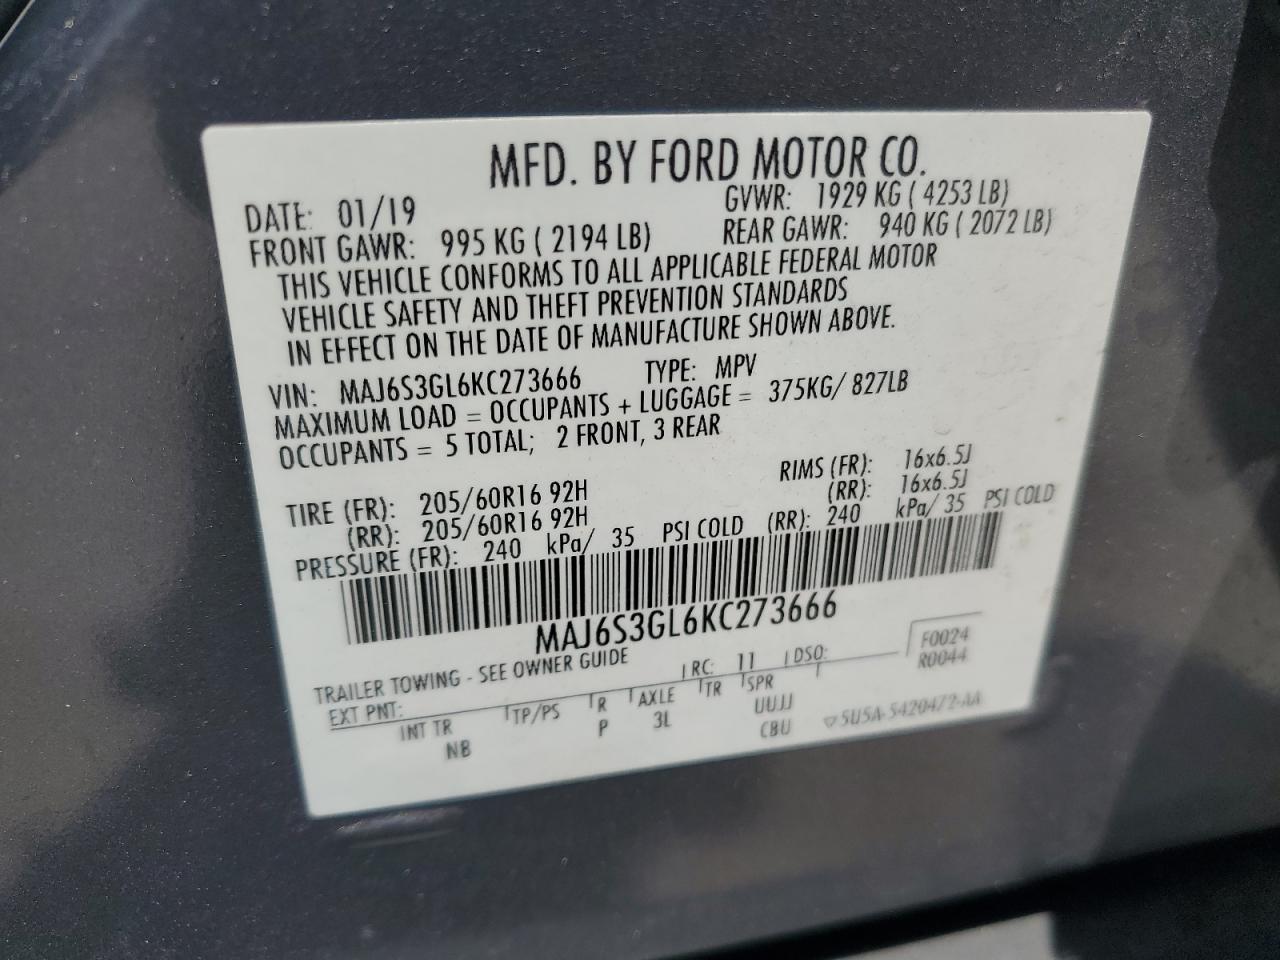 MFD. BY FORD MOTOR CO.
DATE: 01/19 GVWR: 1929 KG ( 4253 LB)
FRONT GAWR: 995 KG ( 2194 LB) REAR GAWR: 940 KG ( 2072 LB)
THIS VEHICLE CONFORMS TO ALL APPLICABLE FEDERAL MOTOR
VEHICLE SAFETY AND THEFT PREVENTION STANDARDS
IN EFFECT ON THE DATE OF MANUFACTURE SHOWN ABOVE.
VIN: MAJ6S3GL6KC273666 TYPE: MPV
MAXIMUM LOAD = OCCUPANTS + LUGGAGE = 375KG/ 827LB
OCCUPANTS = 5 TOTAL; 2 FRONT, 3 REAR
TIRE (FR): 205/60R16 92H RIMS (FR): 16x6.5J
(RR): 205/60R16 92H (RR): 16x6.5J
PRESSURE (FR): 240 kPa/ 35 PSI COLD (RR): 240 kPa/ 35 PSI COLD
MAJ6S3GL6KC273666
TRAILER TOWING - SEE OWNER GUIDE
EXT PNT: RC: 11 DSO: F0024
R0044
INT TR TP/PS R AXLE TR SPR
NB P 3L UUJJ
CBU 5U5A-5420472-AA